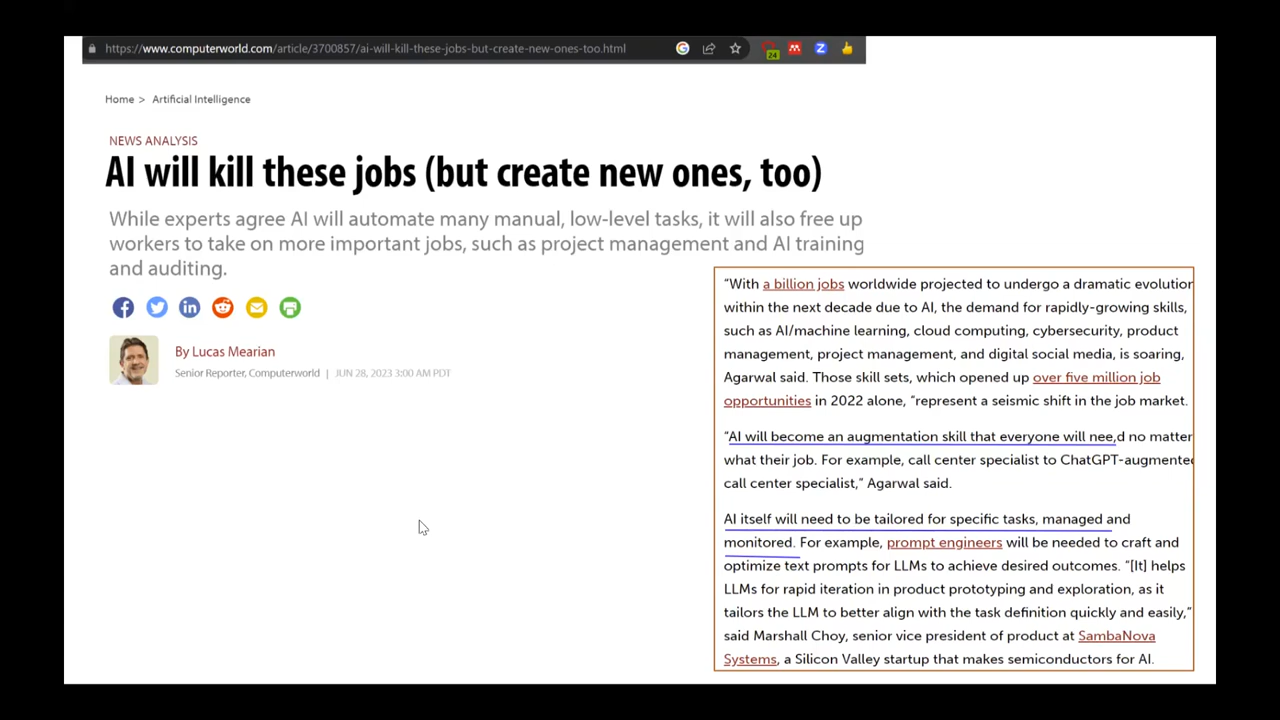 https://www.computerworld.com/article/3700857/ai-will-kill-these-jobs-but-create-new-ones-too.html
24
Home > Artificial Intelligence
NEWS ANALYSIS
AI will kill these jobs (but create new ones, too)
While experts agree AI will automate many manual, low-level tasks, it will also free up
workers to take on more important jobs, such as project management and AI training
and auditing.
By Lucas Mearian
Senior Reporter, Computerworld | JUN 28, 2023 3:00 AM PDT
“With a billion jobs worldwide projected to undergo a dramatic evolution
within the next decade due to AI, the demand for rapidly-growing skills,
such as AI/machine learning, cloud computing, cybersecurity, product
management, project management, and digital social media, is soaring,
Agarwal said. Those skill sets, which opened up over five million job
opportunities in 2022 alone, “represent a seismic shift in the job market.
“AI will become an augmentation skill that everyone will nee,d no matter
what their job. For example, call center specialist to ChatGPT-augmented
call center specialist,” Agarwal said.
AI itself will need to be tailored for specific tasks, managed and
monitored. For example, prompt engineers will be needed to craft and
optimize text prompts for LLMs to achieve desired outcomes. “[It] helps
LLMs for rapid iteration in product prototyping and exploration, as it
tailors the LLM to better align with the task definition quickly and easily,”
said Marshall Choy, senior vice president of product at SambaNova
Systems, a Silicon Valley startup that makes semiconductors for AI.